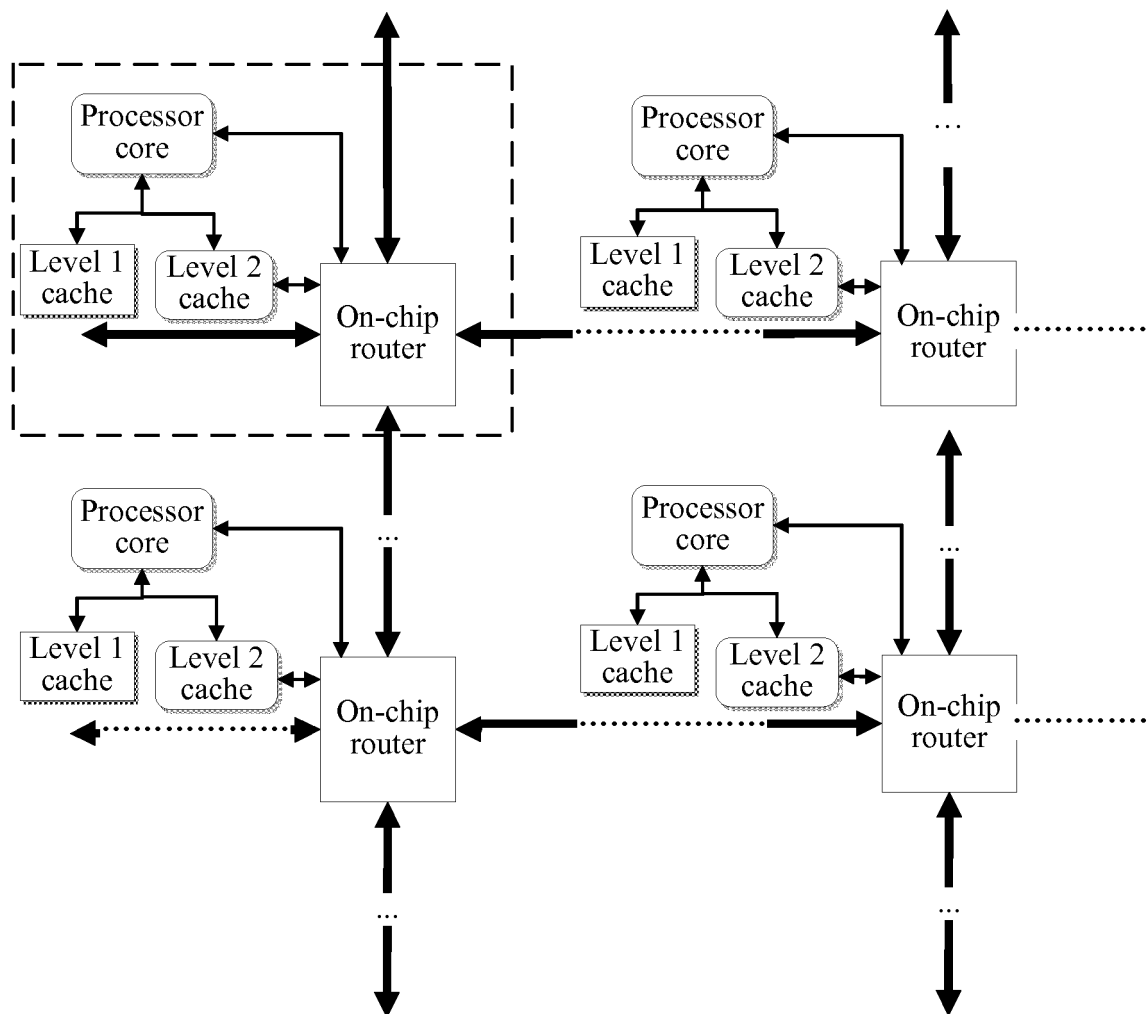 Processor
core
Level 1
cache
Level 2
cache
On-chip
router
Processor
core
...
Level 1
cache
Level 2
cache
On-chip
router
Processor
core
...
Level 1
cache
Level 2
cache
On-chip
router
...
Processor
core
...
Level 1
cache
Level 2
cache
On-chip
router
...